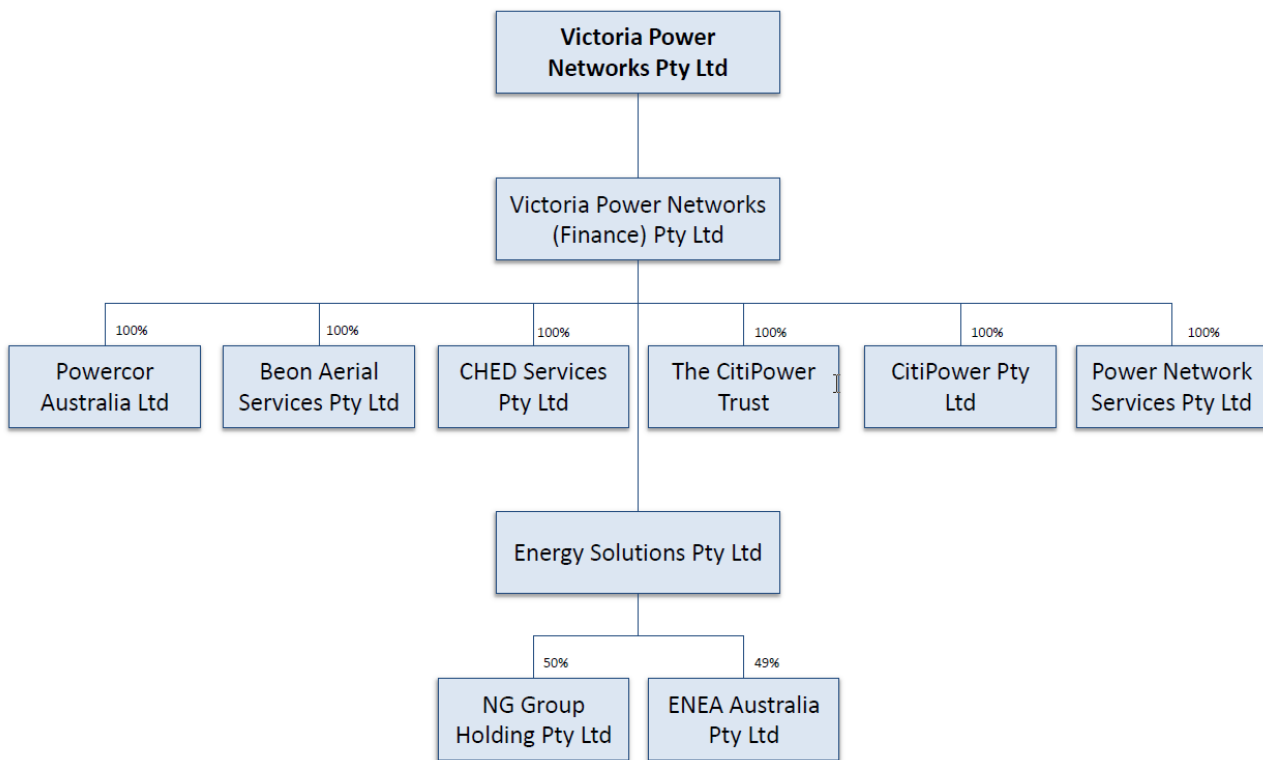 Victoria Power
Networks Pty Ltd
Victoria Power Networks
(Finance) Pty Ltd
100%
100%
100%
100%
100%
100%
Powercor
Australia Ltd
Beon Aerial
Services Pty Ltd
CHED Services
Pty Ltd
The CitiPower
Trust
CitiPower Pty
Ltd
Power Network
Services Pty Ltd
Energy Solutions Pty Ltd
50%
49%
NG Group
Holding Pty Ltd
ENEA Australia
Pty Ltd